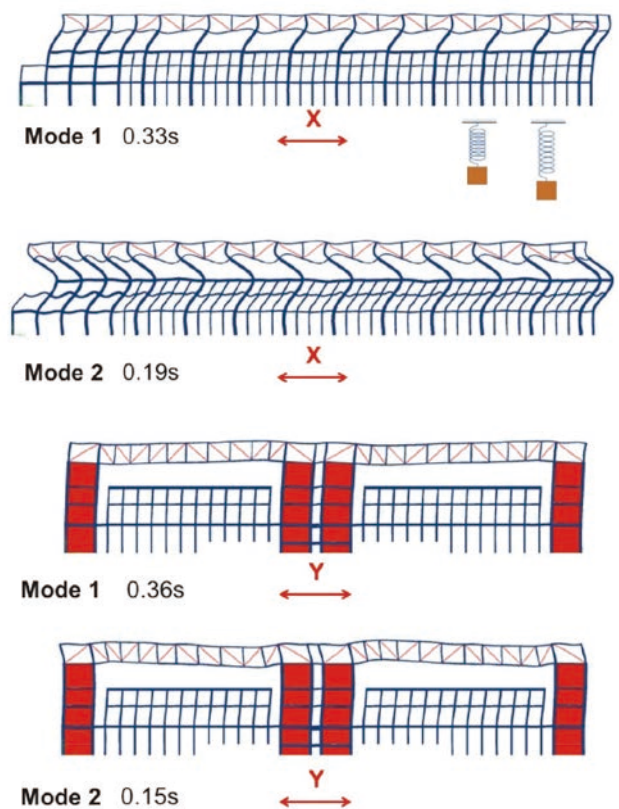 X
Mode 1 0.33s
X
Mode 2 0.19s
Y
Mode 1 0.36s
Y
Mode 2 0.15s